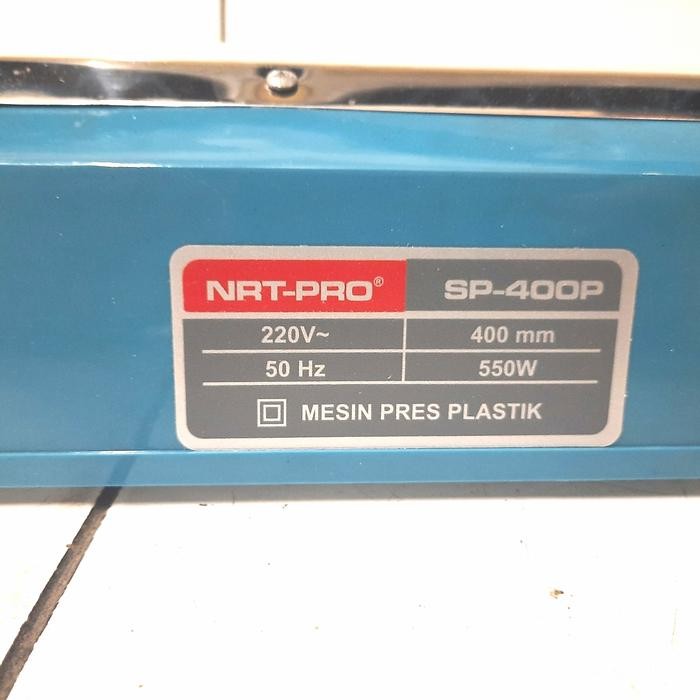 NRT-PRO® SP-400P
220V~ 400 mm
50 Hz 550W
MESIN PRES PLASTIK